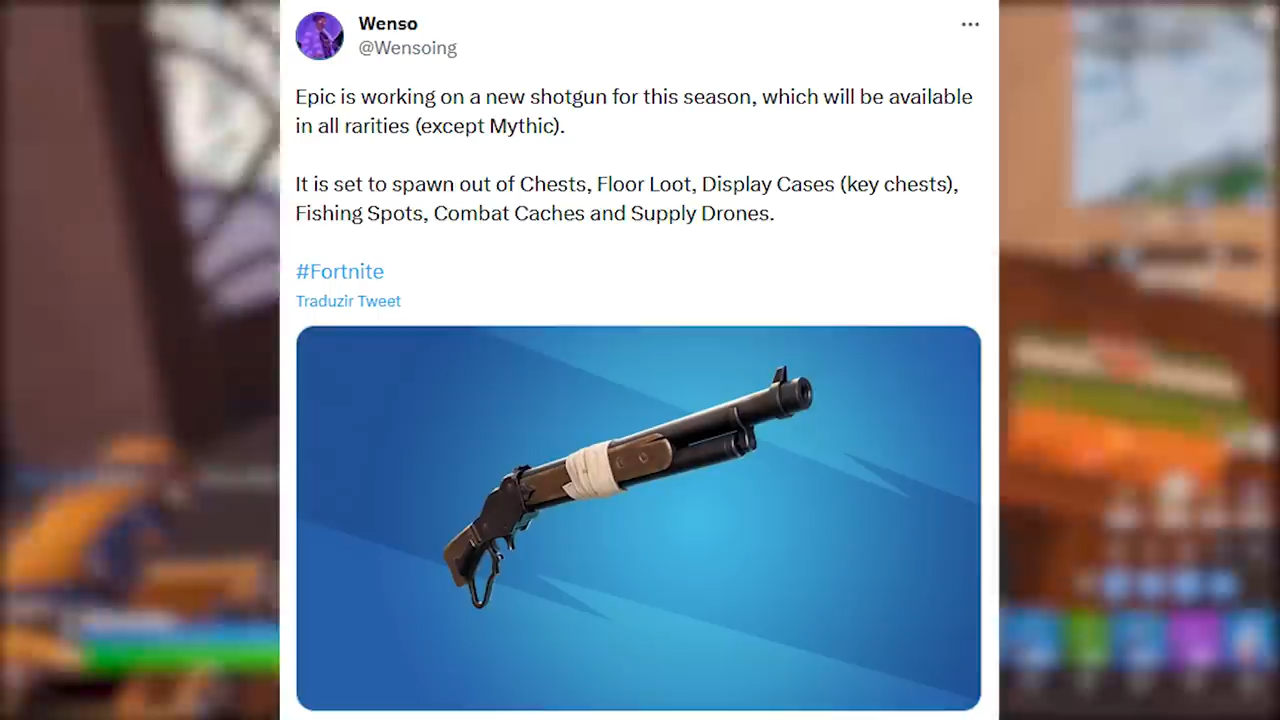 Wenso
@Wensoing
Epic is working on a new shotgun for this season, which will be available
in all rarities (except Mythic).
It is set to spawn out of Chests, Floor Loot, Display Cases (key chests),
Fishing Spots, Combat Caches and Supply Drones.
#Fortnite
Traduzir Tweet